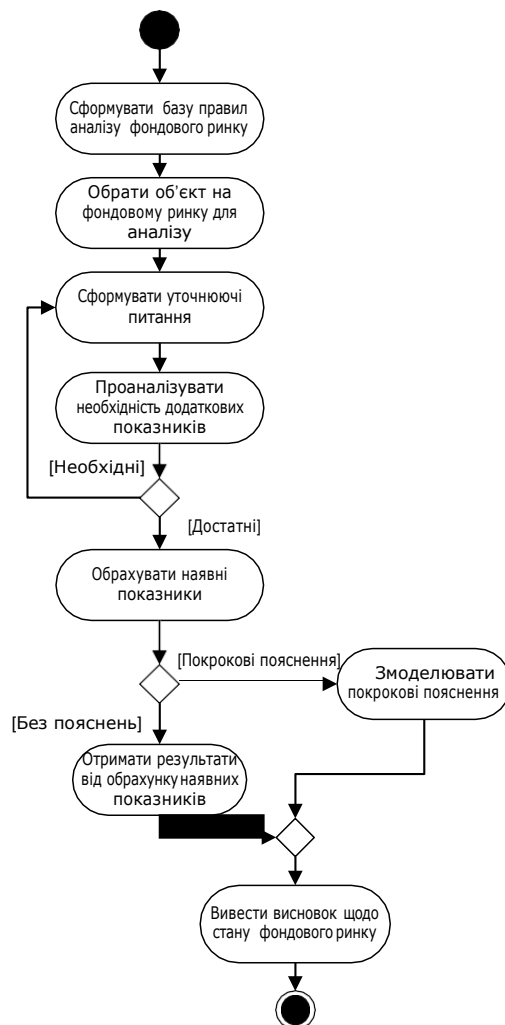 Сформувати базу правил
аналізу фондового ринку
Обрати об'єкт на
фондовому ринку для
аналізу
Сформувати уточнюючі
питання
Проаналізувати
необхідність додаткових
показників
[Необхідні]
[Достатні]
Обрахувати наявні
показники
[Покрокові пояснення]
Змоделювати
покрокові пояснення
[Без пояснень]
Отримати результати
від обрахунку наявних
показників
Вивести висновок щодо
стану фондового ринку